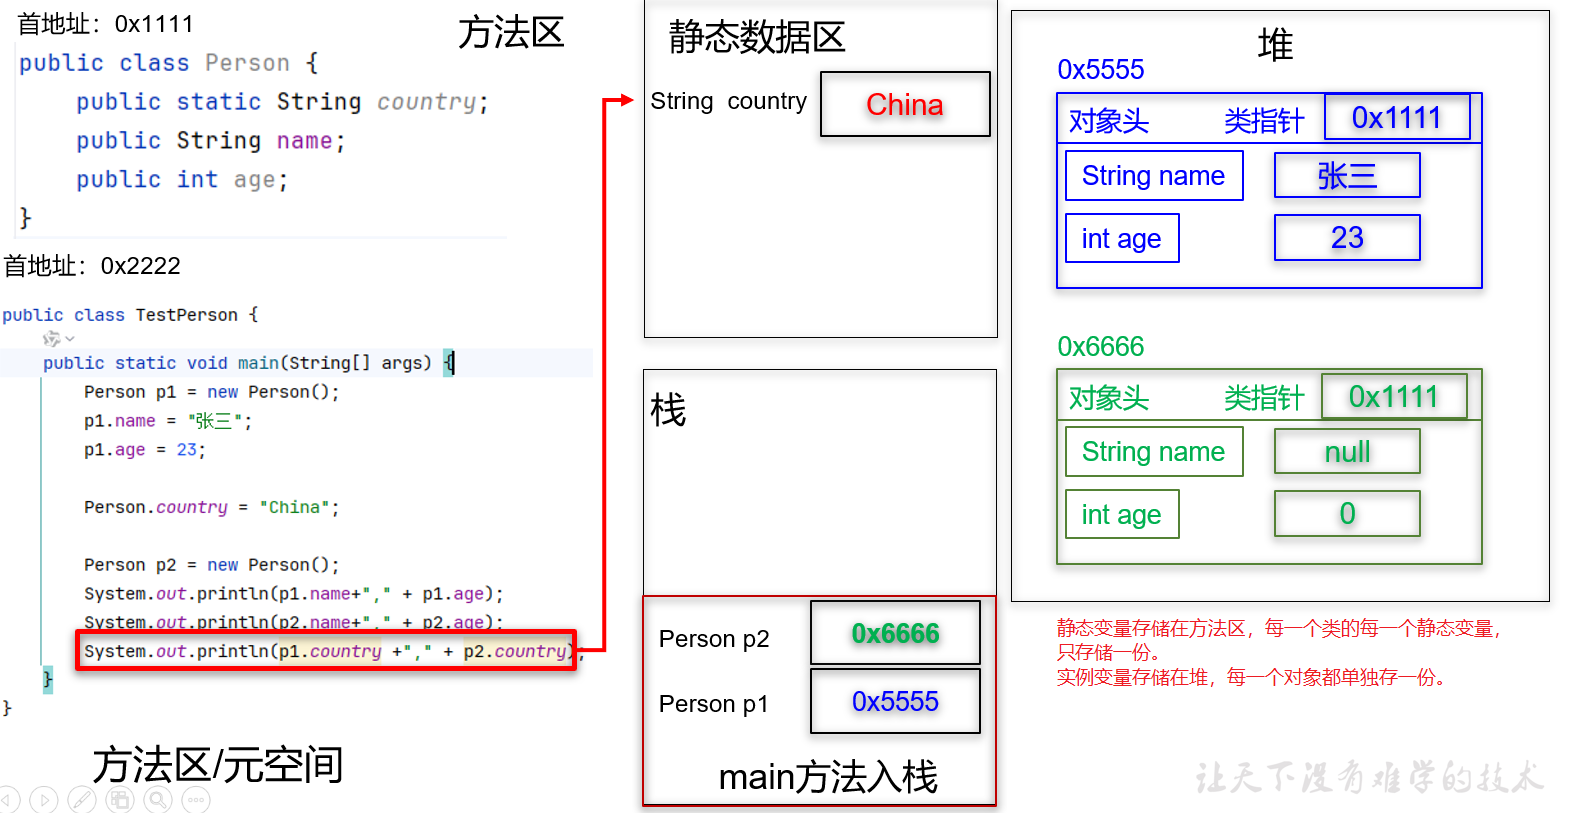 首地址：0x1111
方法区
public class Person {
public static String country;
public String name;
public int age;
}
首地址：0x2222
public class TestPerson {
public static void main(String[] args) {
Person p1 = new Person();
p1.name = "张三";
p1.age = 23;
Person.country = "China";
Person p2 = new Person();
System.out.println(p1.name+"," + p1.age);
System.out.println(p2.name+"," + p2.age);
System.out.println(p1.country +"," + p2.country);
}
}
方法区/元空间
静态数据区
String country
China
栈
Person p2
0x6666
Person p1
0x5555
main方法入栈
堆
0x5555
对象头 类指针 0x1111
String name 张三
int age 23
0x6666
对象头 类指针 0x1111
String name null
int age 0
静态变量存储在方法区，每一个类的每一个静态变量，
只存储一份。
实例变量存储在堆，每一个对象都单独存一份。
让天下没有难学的技术